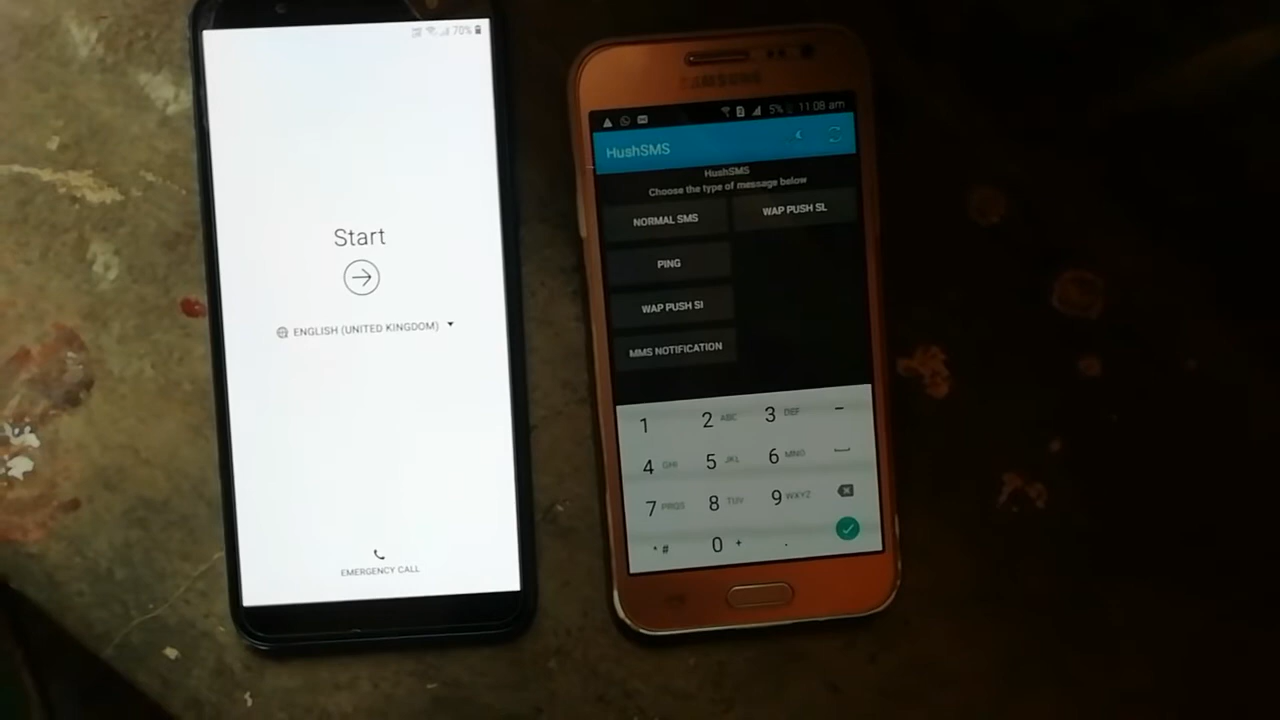 70%
Start
ENGLISH (UNITED KINGDOM)
EMERGENCY CALL
SAMSUNG
5% 11:08 am
HushSMS
HushSMS
Choose the type of message below
NORMAL SMS
WAP PUSH SL
PING
WAP PUSH SI
MMS NOTIFICATION
1 2 ABC 3 DEF -
4 GHI 5 JKL 6 MNO
7 PRQS 8 TUV 9 WXYZ
* # 0 + .